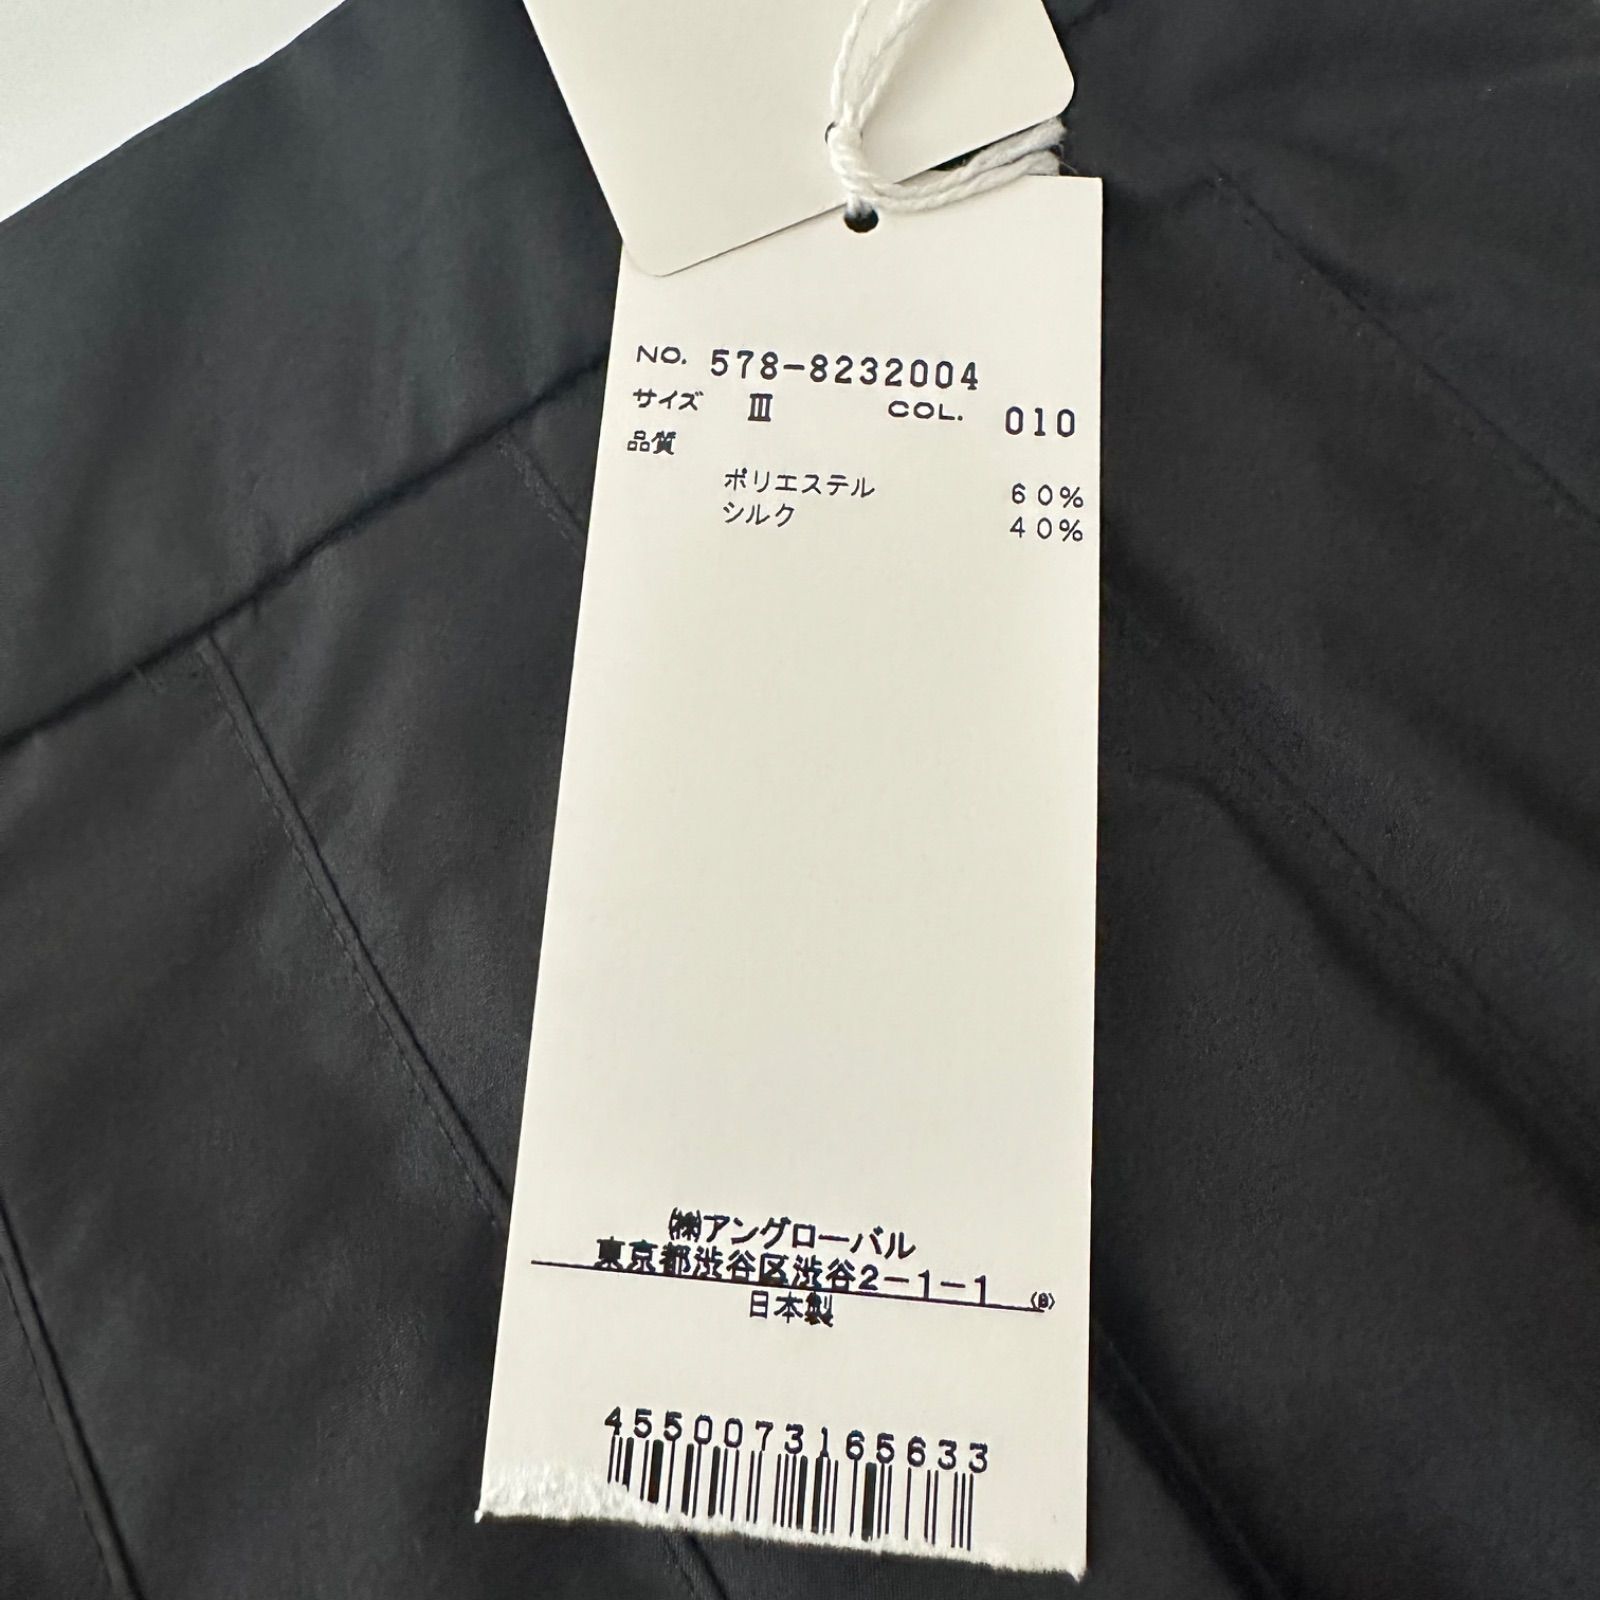 NO. 578-8232004
サイズ Ⅲ COL. 010
品質
ポリエステル 60%
シルク 40%
㈱アングローバル
東京都渋谷区渋谷2-1-1
日本製
4550073165633